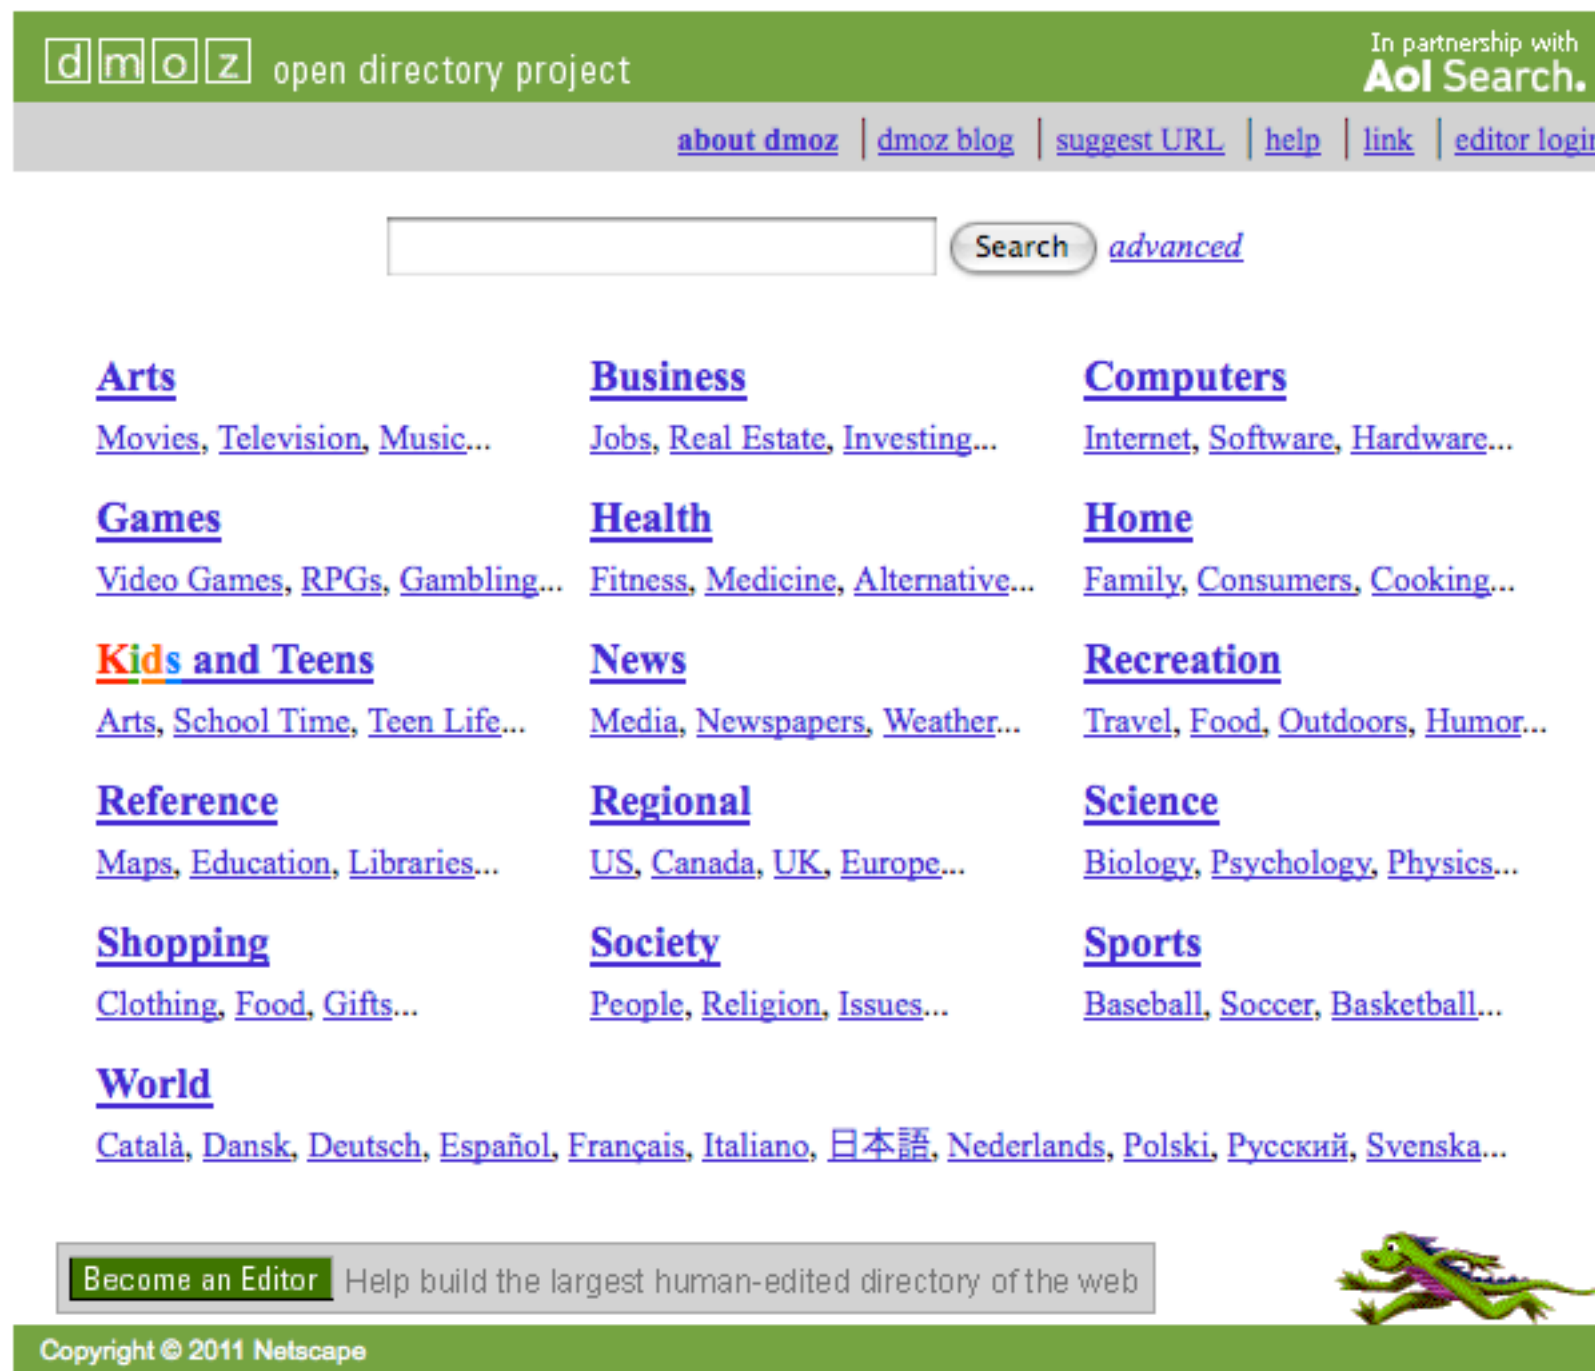 dmoz open directory project
In partnership with
Aol Search.
about dmoz | dmoz blog | suggest URL | help | link | editor login
Search advanced
Arts Business Computers
Movies, Television, Music... Jobs, Real Estate, Investing... Internet, Software, Hardware...
Games Health Home
Video Games, RPGs, Gambling... Fitness, Medicine, Alternative... Family, Consumers, Cooking...
Kids and Teens News Recreation
Arts, School Time, Teen Life... Media, Newspapers, Weather... Travel, Food, Outdoors, Humor...
Reference Regional Science
Maps, Education, Libraries... US, Canada, UK, Europe... Biology, Psychology, Physics...
Shopping Society Sports
Clothing, Food, Gifts... People, Religion, Issues... Baseball, Soccer, Basketball...
World
Català, Dansk, Deutsch, Español, Français, Italiano, 日本語, Nederlands, Polski, Русский, Svenska...
Become an Editor Help build the largest human-edited directory of the web
Copyright © 2011 Netscape